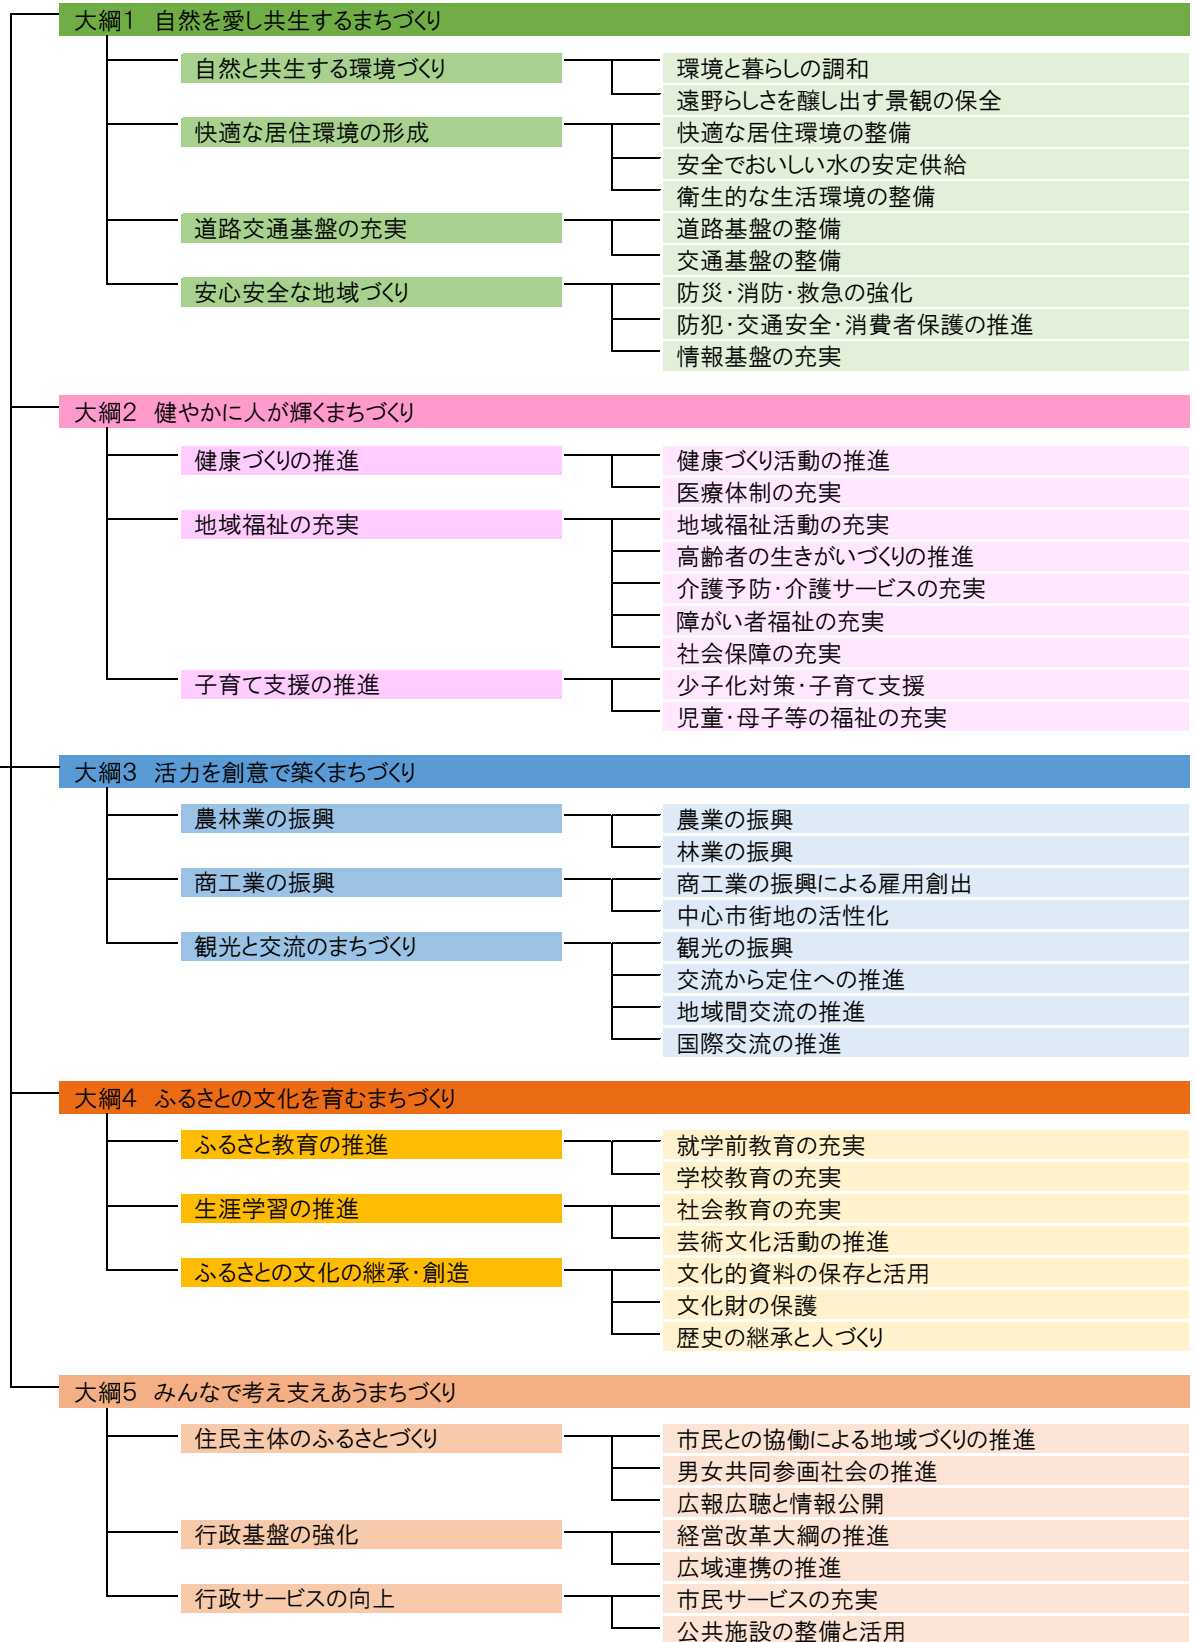 大綱1 自然を愛し共生するまちづくり
自然と共生する環境づくり
環境と暮らしの調和
遠野らしさを醸し出す景観の保全
快適な居住環境の形成
快適な居住環境の整備
安全でおいしい水の安定供給
衛生的な生活環境の整備
道路交通基盤の充実
道路基盤の整備
交通基盤の整備
安心安全な地域づくり
防災・消防・救急の強化
防犯・交通安全・消費者保護の推進
情報基盤の充実
大綱2 健やかに人が輝くまちづくり
健康づくりの推進
健康づくり活動の推進
医療体制の充実
地域福祉の充実
地域福祉活動の充実
高齢者の生きがいづくりの推進
介護予防・介護サービスの充実
障がい者福祉の充実
社会保障の充実
子育て支援の推進
少子化対策・子育て支援
児童・母子等の福祉の充実
大綱3 活力を創意で築くまちづくり
農林業の振興
農業の振興
林業の振興
商工業の振興
商工業の振興による雇用創出
中心市街地の活性化
観光と交流のまちづくり
観光の振興
交流から定住への推進
地域間交流の推進
国際交流の推進
大綱4 ふるさとの文化を育むまちづくり
ふるさと教育の推進
就学前教育の充実
学校教育の充実
生涯学習の推進
社会教育の充実
芸術文化活動の推進
ふるさとの文化の継承・創造
文化的資料の保存と活用
文化財の保護
歴史の継承と人づくり
大綱5 みんなで考え支えあうまちづくり
住民主体のふるさとづくり
市民との協働による地域づくりの推進
男女共同参画社会の推進
広報広聴と情報公開
行政基盤の強化
経営改革大綱の推進
広域連携の推進
行政サービスの向上
市民サービスの充実
公共施設の整備と活用